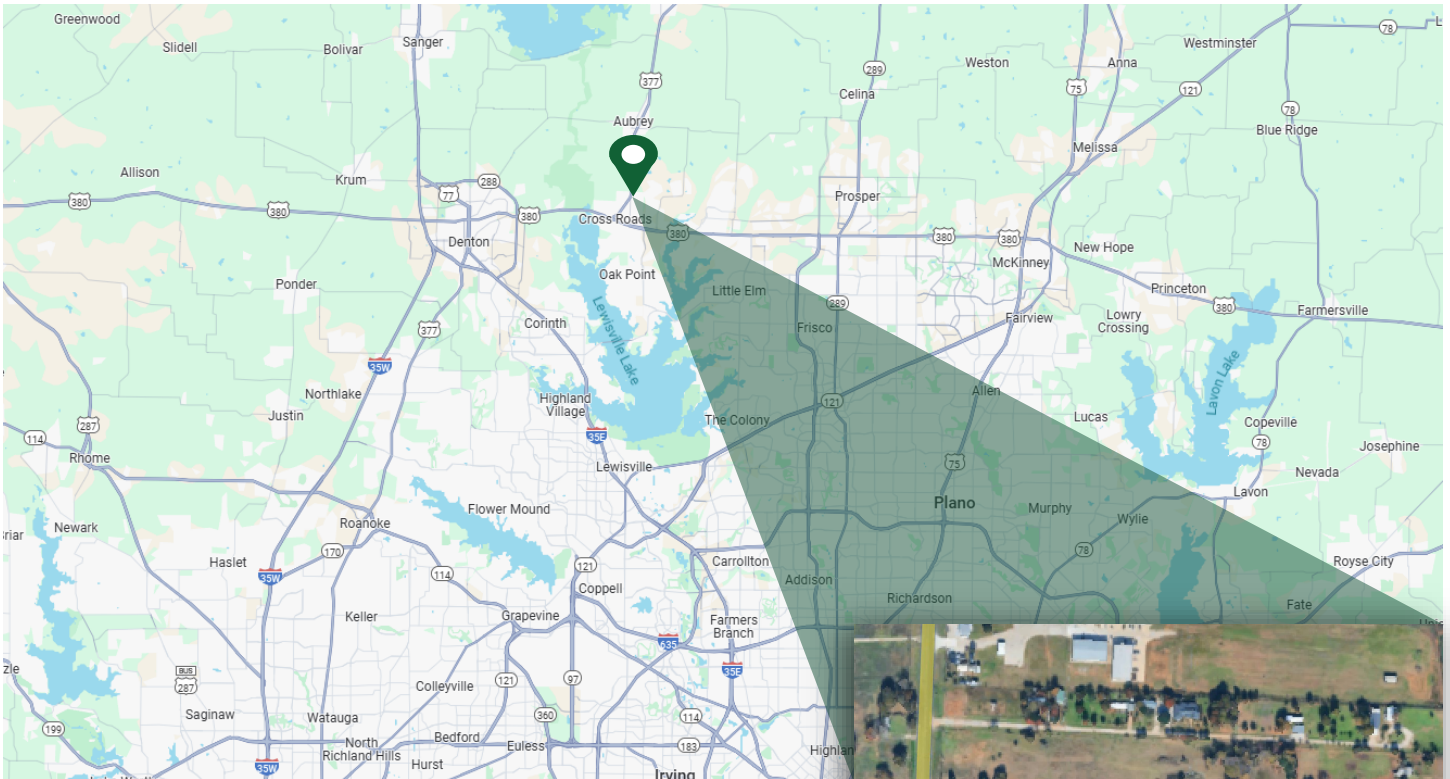 Greenwood
Slidell
Bolivar
Sanger
377
289
Weston
Westminster
Anna
78
75
121
Celina
78
Aubrey
Blue Ridge
Melissa
Allison
Krum
288
77
380
380
380
Prosper
Cross Roads
380
380
380
Denton
New Hope
McKinney
Oak Point
Ponder
Little Elm
Princeton
289
380
Farmersville
Lewisville Lake
Corinth
377
Frisco
Fairview
Lowry
Crossing
35W
Northlake
Justin
Highland
Village
121
Allen
Lavon Lake
The Colony
Lucas
Copeville
287
114
35E
78
Josephine
Rhome
Lewisville
75
Nevada
Lavon
Plano
Murphy
Wylie
Flower Mound
Roanoke
Newark
170
78
Haslet
35W
114
121
Carrollton
Royse City
Coppell
Addison
Richardson
Fate
Keller
Grapevine
Farmers
Branch
635
35E
BUS
287
Colleyville
121
97
Saginaw
Watauga
360
114
199
North
Richland Hills
Bedford
Euless
183
35W
Hurst
Irving